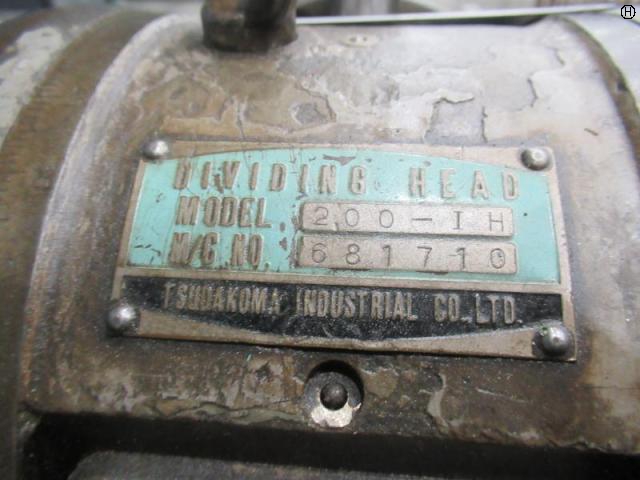 DIVIDING HEAD
MODEL 200-IH
M/C.NO. 681710
TSUDAKOMA INDUSTRIAL CO.,LTD.
H